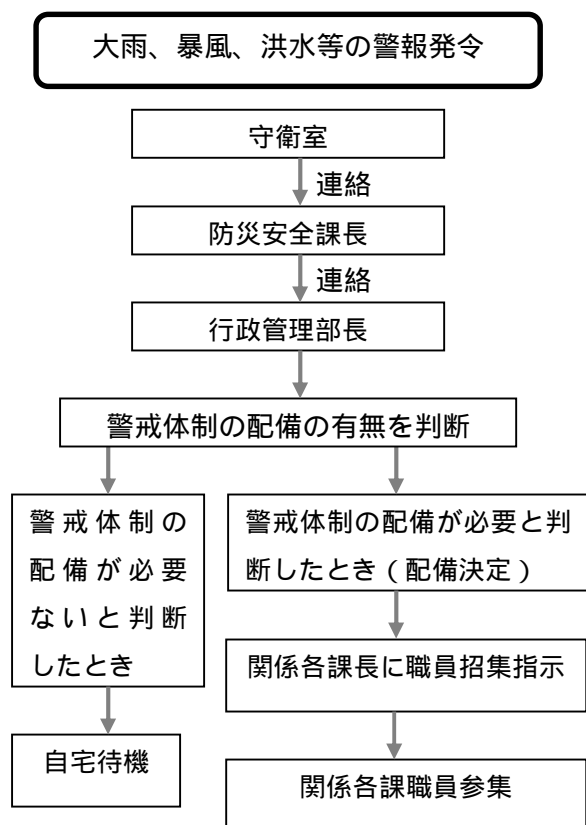 大雨、暴風、洪水等の警報発令
守衛室
連絡
防災安全課長
連絡
行政管理部長
警戒体制の配備の有無を判断
警戒体制の
配備が必要
ないと判断
したとき
警戒体制の配備が必要と判
断したとき（配備決定）
関係各課長に職員招集指示
自宅待機
関係各課職員参集